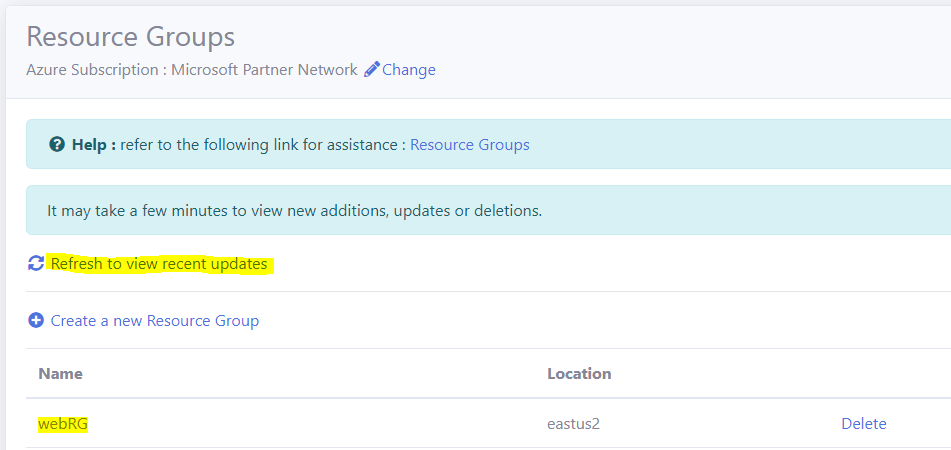 Resource Groups
Azure Subscription : Microsoft Partner Network Change
Help : refer to the following link for assistance : Resource Groups
It may take a few minutes to view new additions, updates or deletions.
Refresh to view recent updates
Create a new Resource Group
Name Location
webRG eastus2 Delete